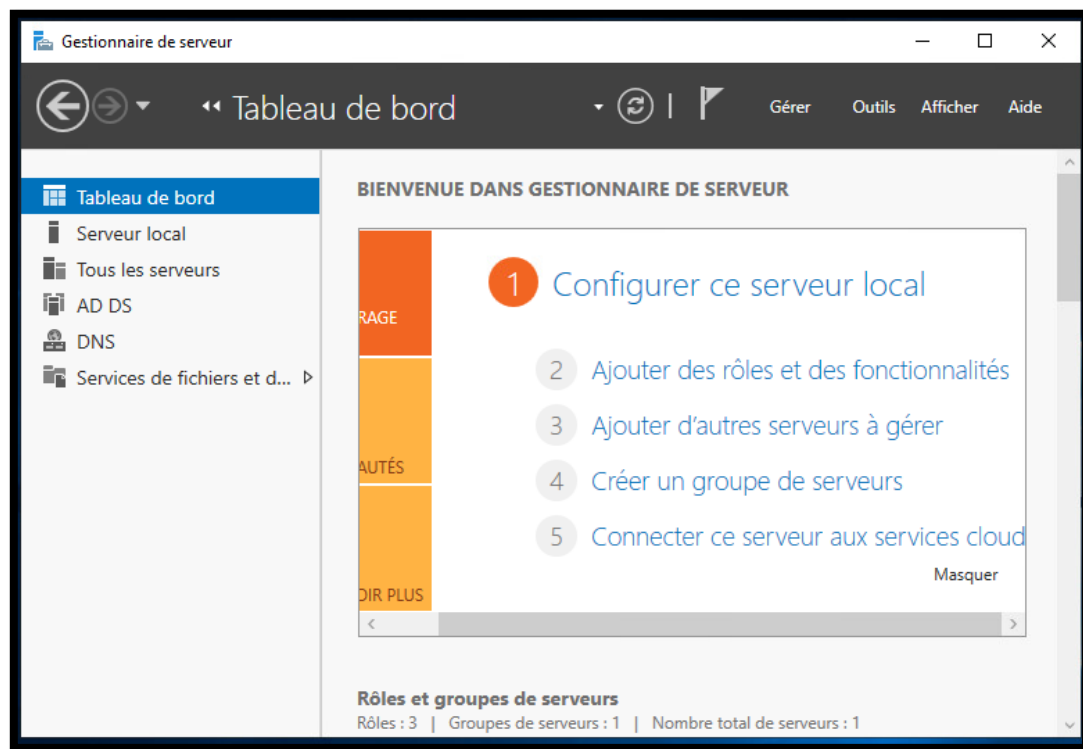 Gestionnaire de serveur
Tableau de bord
Gérer Outils Afficher Aide
Tableau de bord
Serveur local
Tous les serveurs
AD DS
DNS
Services de fichiers et d...
BIENVENUE DANS GESTIONNAIRE DE SERVEUR
RAGE
AUTÉS
OIR PLUS
1 Configurer ce serveur local
2 Ajouter des rôles et des fonctionnalités
3 Ajouter d’autres serveurs à gérer
4 Créer un groupe de serveurs
5 Connecter ce serveur aux services cloud
Masquer
Rôles et groupes de serveurs
Rôles : 3 | Groupes de serveurs : 1 | Nombre total de serveurs : 1